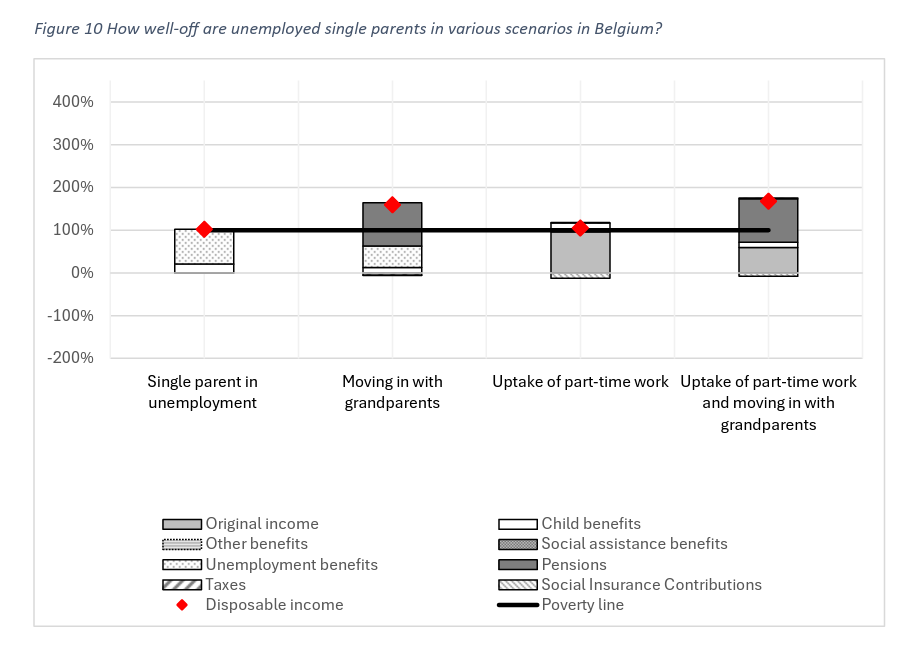 Figure 10 How well-off are unemployed single parents in various scenarios in Belgium?
400%
300%
200%
100%
0%
-100%
-200%
Single parent in
unemployment
Moving in with
grandparents
Uptake of part-time work
Uptake of part-time work
and moving in with
grandparents
Original income
Child benefits
Other benefits
Social assistance benefits
Unemployment benefits
Pensions
Taxes
Social Insurance Contributions
Disposable income
Poverty line